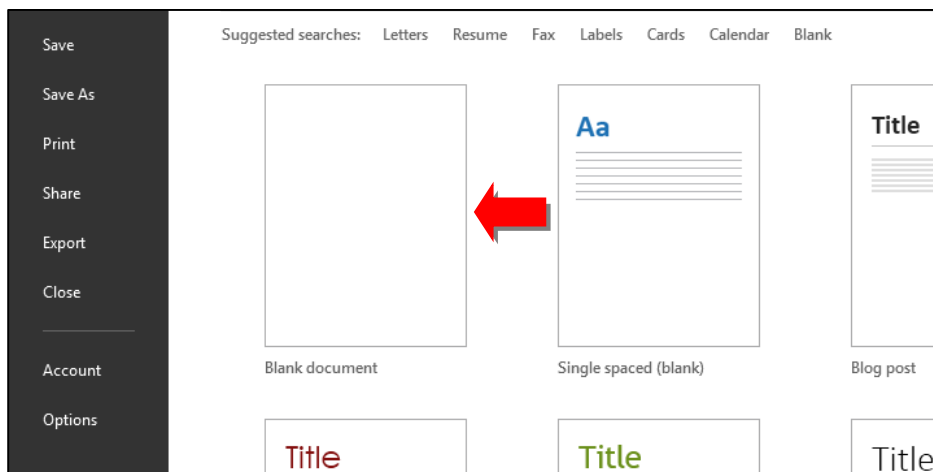 Save
Save As
Print
Share
Export
Close
Account
Options
Suggested searches: Letters Resume Fax Labels Cards Calendar Blank
Aa
Title
Blank document
Single spaced (blank)
Blog post
Title
Title
Title